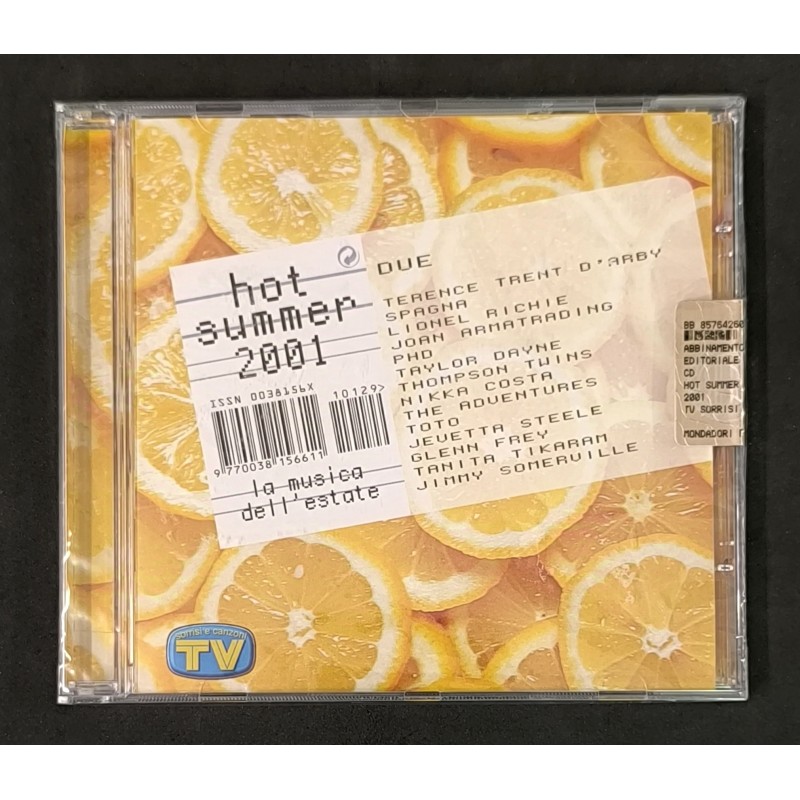 hot
summer
2001
ISSN 0038156X
10129>
9 770038 156611
la musica
dell'estate
DUE
TERENCE TRENT D'ARBY
SPAGNA
LIONEL RICHIE
JOAN ARMATRADING
PHD
TAYLOR DAYNE
THOMPSON TWINS
NIKKA COSTA
THE ADVENTURES
TOTO
JEVETTA STEELE
GLENN FREY
TANITA TIKARAM
JIMMY SOMERVILLE
BB 85764260
ABBINAMENTO
EDITORIALE
CD
HOT SUMMER
2001
TV SORRISI
MONDADORI
sorrisi e canzoni
TV